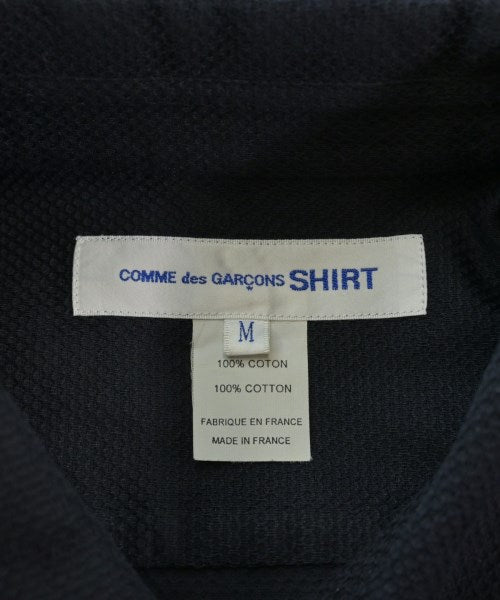 COMME des GARÇONS SHIRT
M
100% COTON
100% COTTON
FABRIQUE EN FRANCE
MADE IN FRANCE